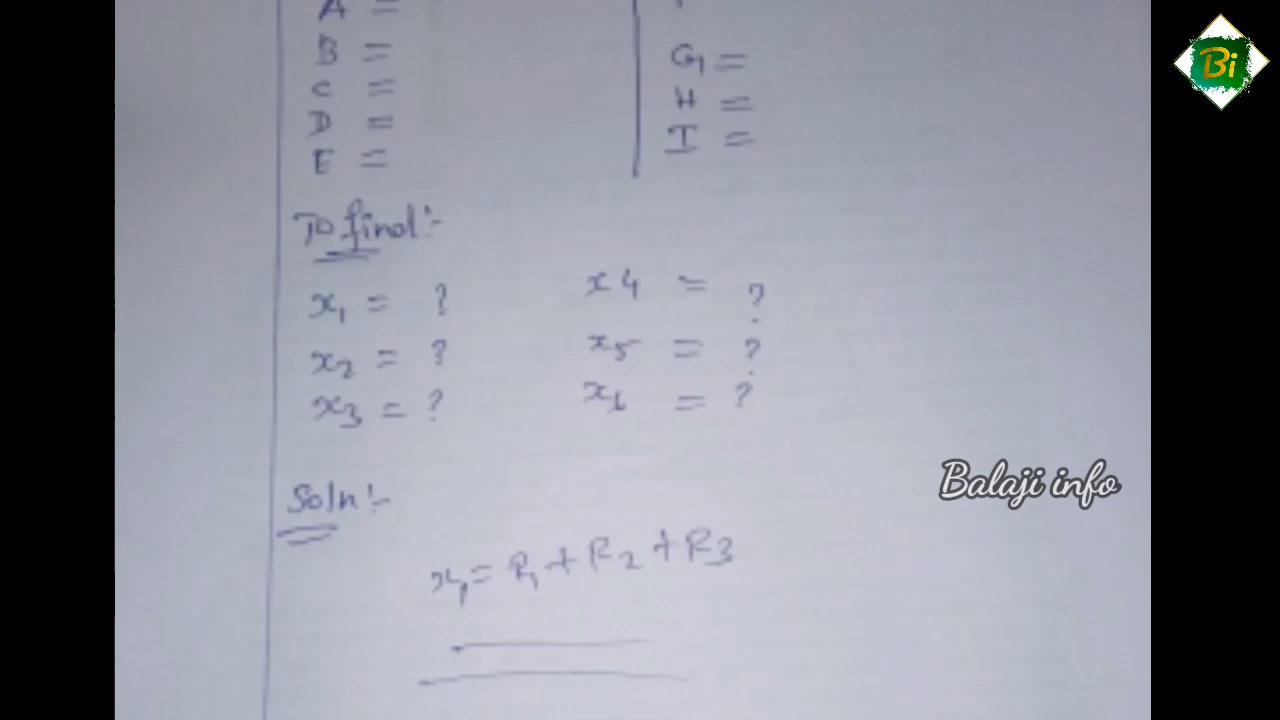 A =
B =
C =
D =
E =
G =
H =
I =
To find:-
x1 = ?
x2 = ?
x3 = ?
x4 = ?
x5 = ?
x6 = ?
Soln:-
x1 = R1 + R2 + R3
Balaji info
Bi